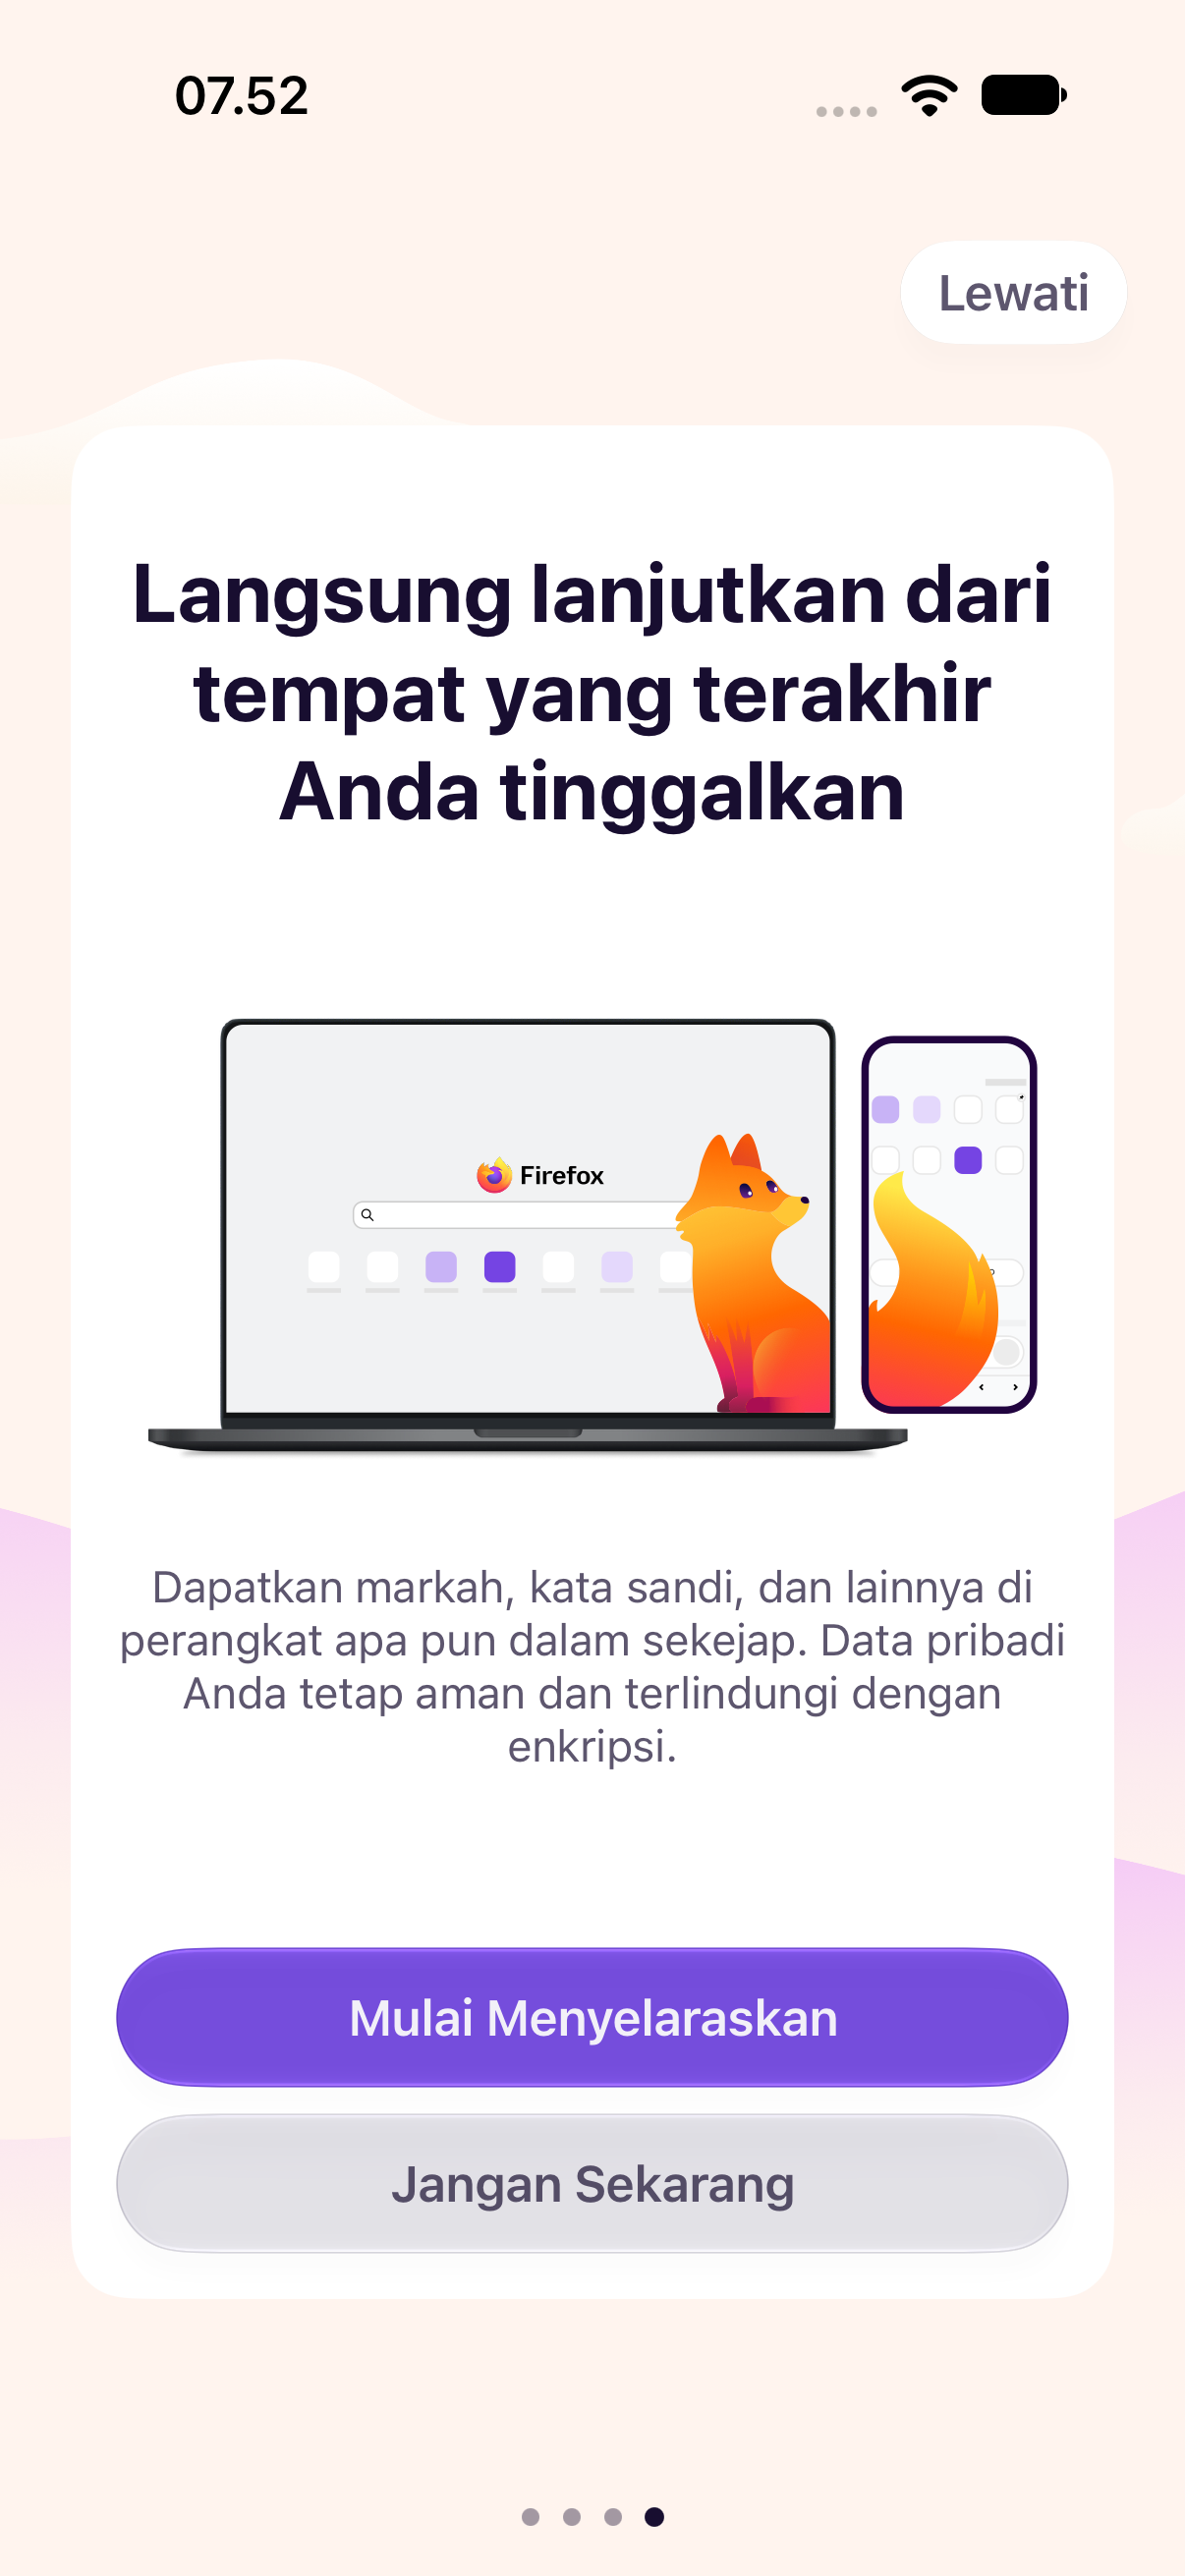 07.52
Lewati
Langsung lanjutkan dari
tempat yang terakhir
Anda tinggalkan
Firefox
Dapatkan markah, kata sandi, dan lainnya di
perangkat apa pun dalam sekejap. Data pribadi
Anda tetap aman dan terlindungi dengan
enkripsi.
Mulai Menyelaraskan
Jangan Sekarang